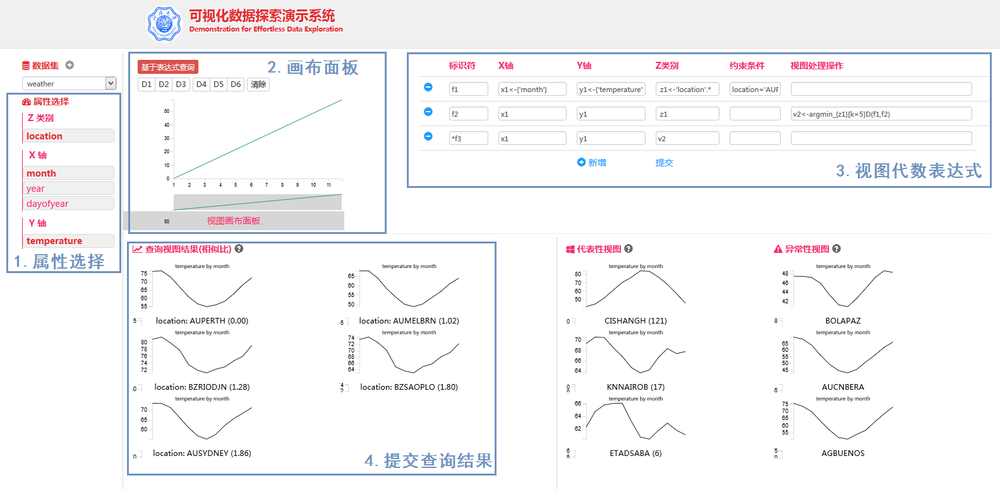 可视化数据探索演示系统
Demonstration for Effortless Data Exploration
数据集
weather
属性选择
Z 类别
location
X 轴
month
year
dayofyear
Y 轴
temperature
1. 属性选择
基于表达式查询
2. 画布面板
D1 D2 D3 D4 D5 D6 清除
50
40
30
20
10
0
1 2 3 4 5 6 7 8 9 10 11
50
视图画布面板
标识符 X轴 Y轴 Z类别 约束条件 视图处理操作
f1 x1<-{'month'} y1<-{'temperature' z1<-'location'.* location='AUF
f2 x1 y1 z1 v2<-argmin_{z1}[k=5]D(f1,f2)
*f3 x1 y1 v2
新增 提交
3. 视图代数表达式
查询视图结果(相似比)
temperature by month
75
70
65
60
55
location: AUPERTH (0.00)
temperature by month
65
60
55
50
location: AUMELBRN (1.02)
temperature by month
80
78
76
74
72
location: BZRIODJN (1.28)
temperature by month
74
72
70
68
66
64
location: BZSAOPLO (1.80)
temperature by month
70
65
60
location: AUSYDNEY (1.86)
4. 提交查询结果
代表性视图
temperature by month
80
70
60
50
CISHANGH (121)
temperature by month
70
68
66
64
KNNAIROB (17)
temperature by month
66
64
62
ETADSABA (6)
异常性视图
temperature by month
48
46
44
42
BOLAPAZ
temperature by month
65
60
55
50
45
AUCNBERA
temperature by month
75
70
65
60
55
AGBUENOS